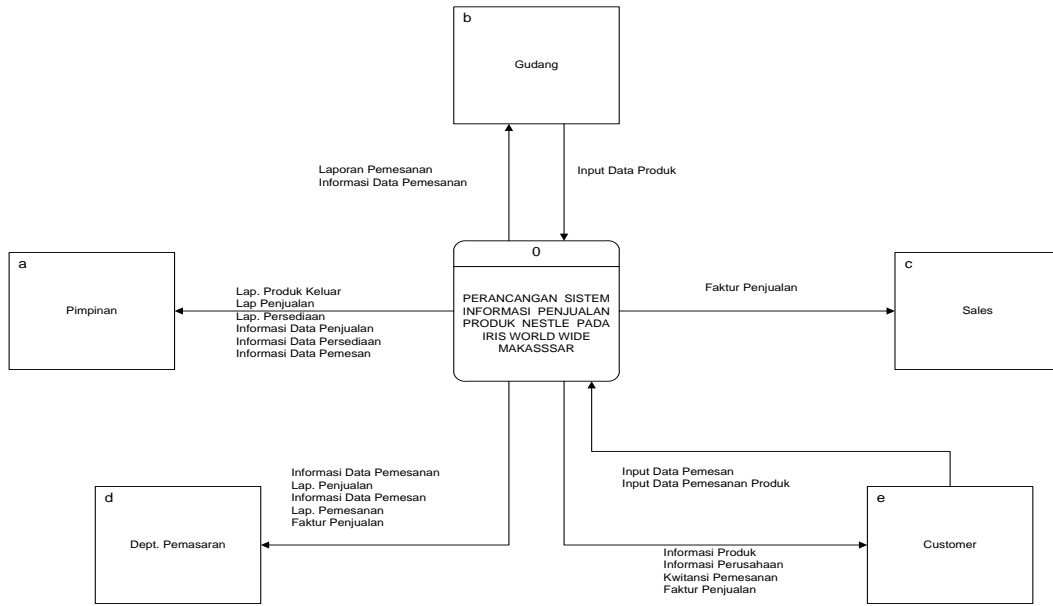 b
Gudang
Laporan Pemesanan
Informasi Data Pemesanan
Input Data Produk
a
Pimpinan
Lap. Produk Keluar
Lap Penjualan
Lap. Persediaan
Informasi Data Penjualan
Informasi Data Persediaan
Informasi Data Pemesan
0
PERANCANGAN SISTEM
INFORMASI PENJUALAN
PRODUK NESTLE PADA
IRIS WORLD WIDE
MAKASSSAR
Faktur Penjualan
c
Sales
d
Dept. Pemasaran
Informasi Data Pemesanan
Lap. Penjualan
Informasi Data Pemesan
Lap. Pemesanan
Faktur Penjualan
Input Data Pemesan
Input Data Pemesanan Produk
e
Customer
Informasi Produk
Informasi Perusahaan
Kwitansi Pemesanan
Faktur Penjualan